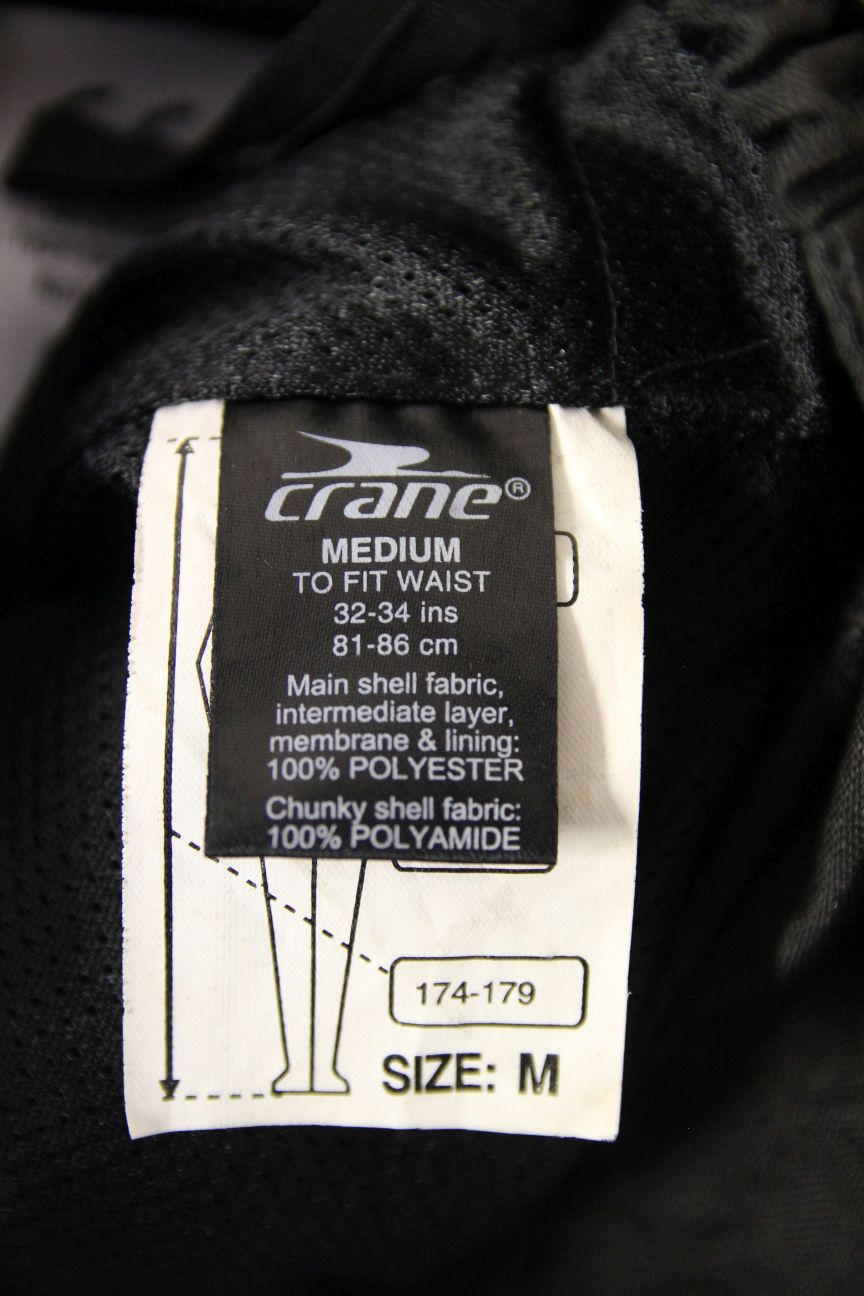 crane®
MEDIUM
TO FIT WAIST
32-34 ins
81-86 cm
Main shell fabric,
intermediate layer,
membrane & lining:
100% POLYESTER
Chunky shell fabric:
100% POLYAMIDE
174-179
SIZE: M